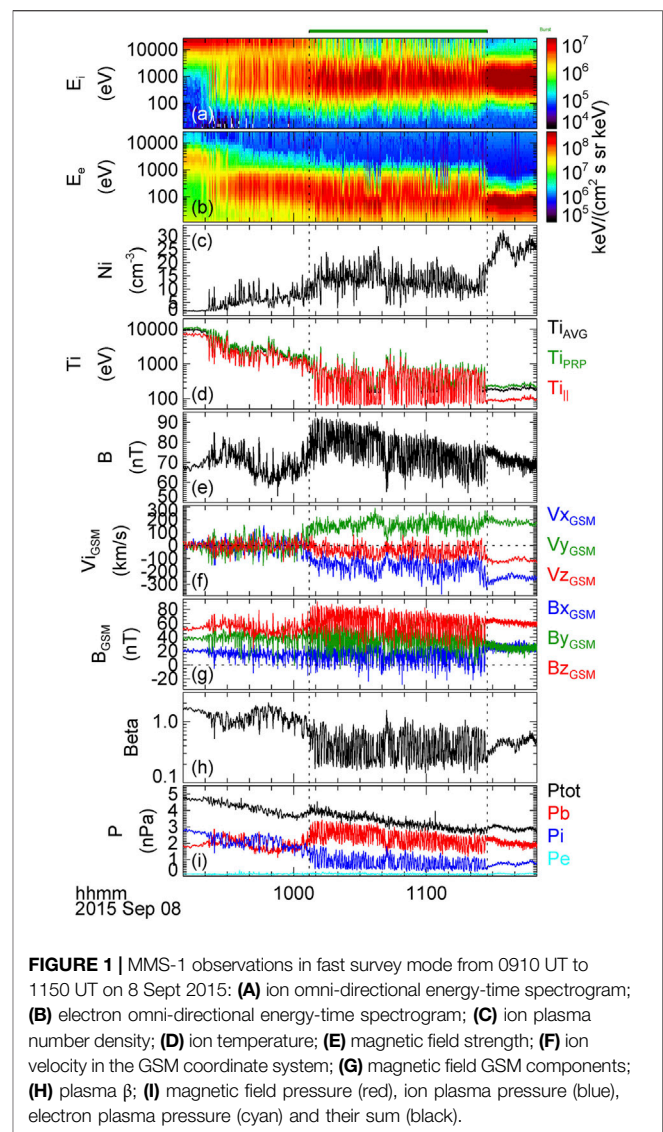 Burst
10000
1000
100
E_i
(eV)
(a)
10^7
10^6
10^5
10^4
10000
1000
100
E_e
(eV)
(b)
10^8
10^7
10^6
10^5
keV/(cm^2 s sr keV)
30
25
20
15
10
5
0
Ni
(cm^-3)
(c)
10000
1000
100
Ti
(eV)
(d)
Ti_AVG
Ti_PRP
Ti_||
90
80
70
60
50
B
(nT)
(e)
300
200
100
0
-100
-200
-300
Vi_GSM
(km/s)
(f)
Vx_GSM
Vy_GSM
Vz_GSM
80
60
40
20
0
-20
B_GSM
(nT)
(g)
Bx_GSM
By_GSM
Bz_GSM
1.0
0.1
Beta
(h)
5
4
3
2
1
0
P
(nPa)
(i)
Ptot
Pb
Pi
Pe
hhmm 1000 1100
2015 Sep 08
FIGURE 1 | MMS-1 observations in fast survey mode from 0910 UT to
1150 UT on 8 Sept 2015: (A) ion omni-directional energy-time spectrogram;
(B) electron omni-directional energy-time spectrogram; (C) ion plasma
number density; (D) ion temperature; (E) magnetic field strength; (F) ion
velocity in the GSM coordinate system; (G) magnetic field GSM components;
(H) plasma β; (I) magnetic field pressure (red), ion plasma pressure (blue),
electron plasma pressure (cyan) and their sum (black).